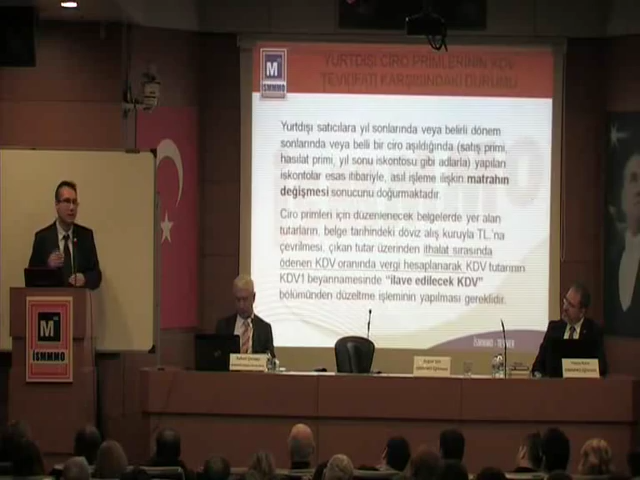 YURTDIŞI CİRO PRİMLERİNİN KDV
TEVKİFATI KARŞISINDAKİ DURUMU
M
İSMMMO
Yurtdışı satıcılara yıl sonlarında veya belirli dönem
sonlarında veya belli bir ciro aşıldığında (satış primi,
hasılat primi, yıl sonu iskontosu gibi adlarla) yapılan
iskontolar esas itibariyle, asıl işleme ilişkin matrahın
değişmesi sonucunu doğurmaktadır.
Ciro primleri için düzenlenecek belgelerde yer alan
tutarların, belge tarihindeki döviz alış kuruyla TL.'na
çevrilmesi, çıkan tutar üzerinden ithalat sırasında
ödenen KDV oranında vergi hesaplanarak KDV tutarının
KDV1 beyannamesinde “ilave edilecek KDV”
bölümünden düzeltme işleminin yapılması gereklidir.
M
İSMMMO